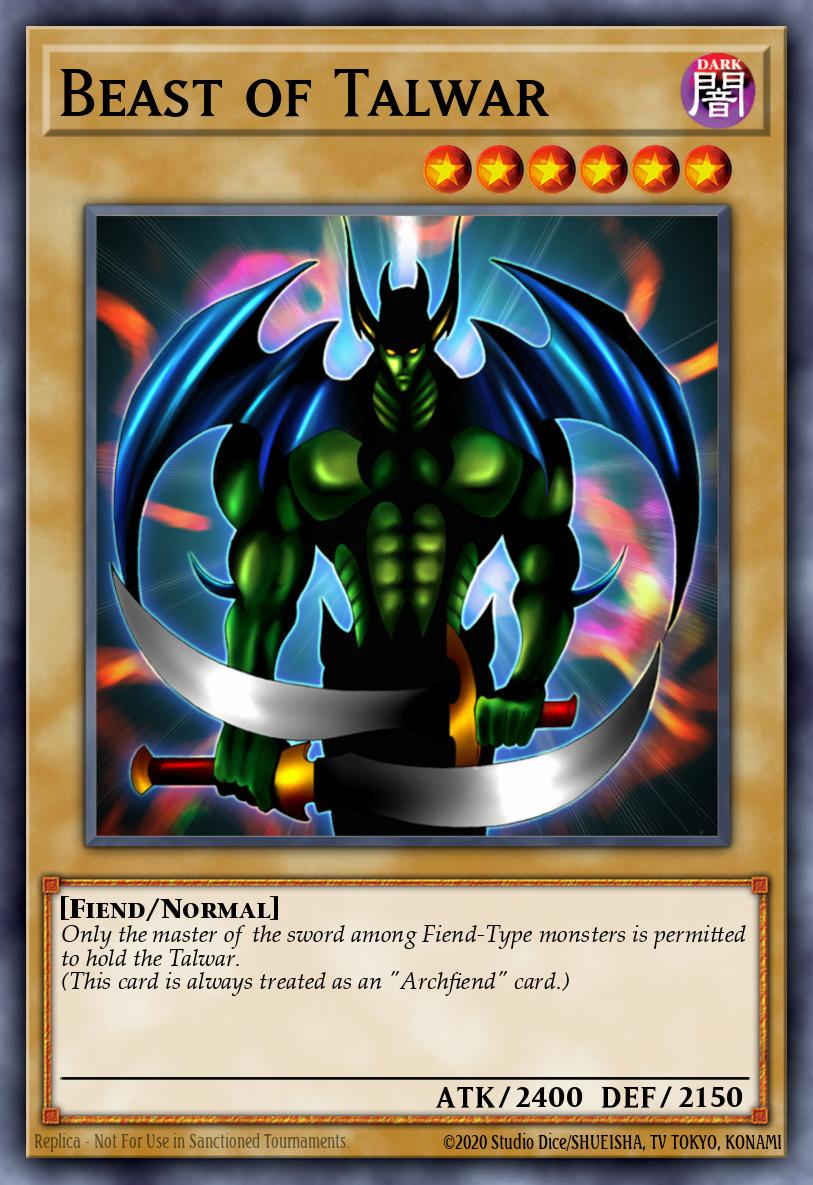 Beast of Talwar
DARK
闇
[Fiend/Normal]
Only the master of the sword among Fiend-Type monsters is permitted
to hold the Talwar.
(This card is always treated as an "Archfiend" card.)
ATK/2400 DEF/2150
Replica - Not For Use in Sanctioned Tournaments.
©2020 Studio Dice/SHUEISHA, TV TOKYO, KONAMI